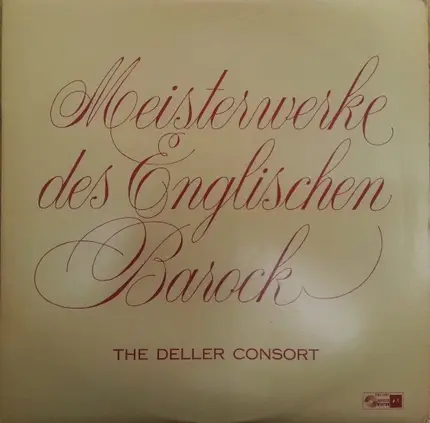 Meisterwerke
des Englischen
Barock
THE DELLER CONSORT